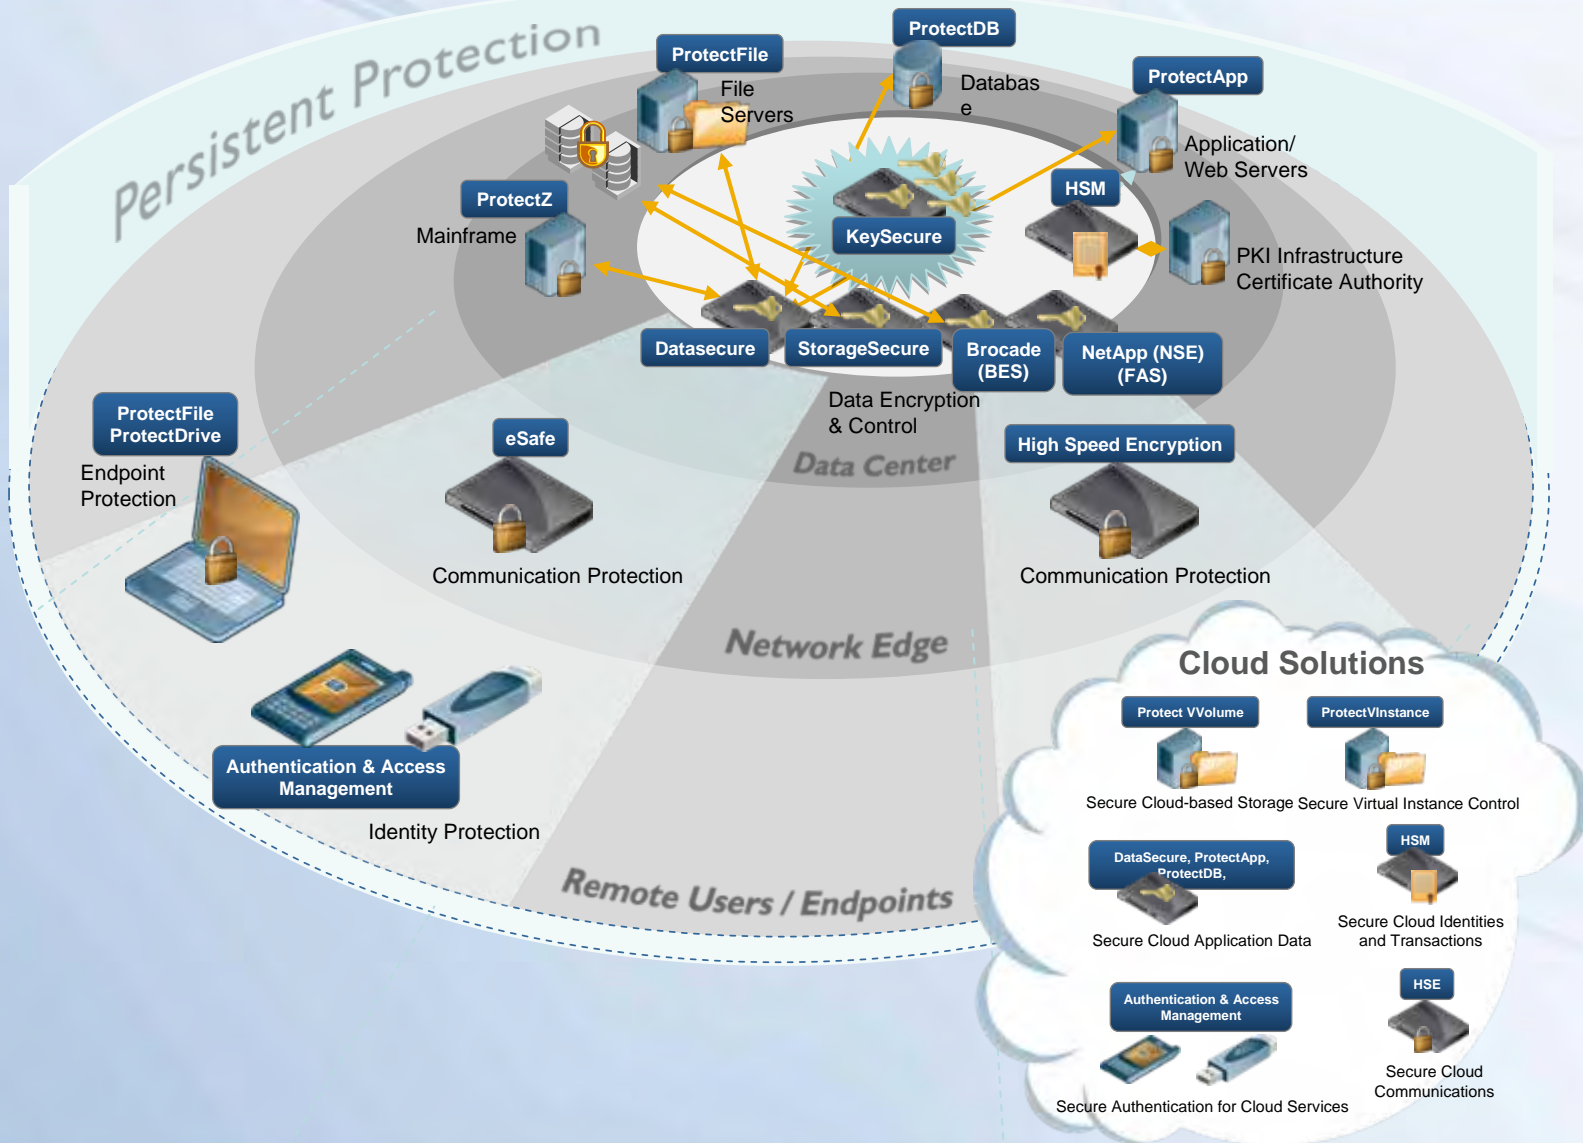 Persistent Protection
ProtectDB
Databas
e
ProtectFile
File
Servers
ProtectApp
Application/
Web Servers
ProtectZ
Mainframe
KeySecure
HSM
PKI Infrastructure
Certificate Authority
Datasecure
StorageSecure
Brocade
(BES)
NetApp (NSE)
(FAS)
Data Encryption
& Control
Data Center
ProtectFile
ProtectDrive
Endpoint
Protection
eSafe
Communication Protection
High Speed Encryption
Communication Protection
Network Edge
Authentication & Access
Management
Identity Protection
Remote Users / Endpoints
Cloud Solutions
Protect VVolume
Secure Cloud-based Storage
ProtectVInstance
Secure Virtual Instance Control
DataSecure, ProtectApp,
ProtectDB,
Secure Cloud Application Data
HSM
Secure Cloud Identities
and Transactions
Authentication & Access
Management
Secure Authentication for Cloud Services
HSE
Secure Cloud
Communications